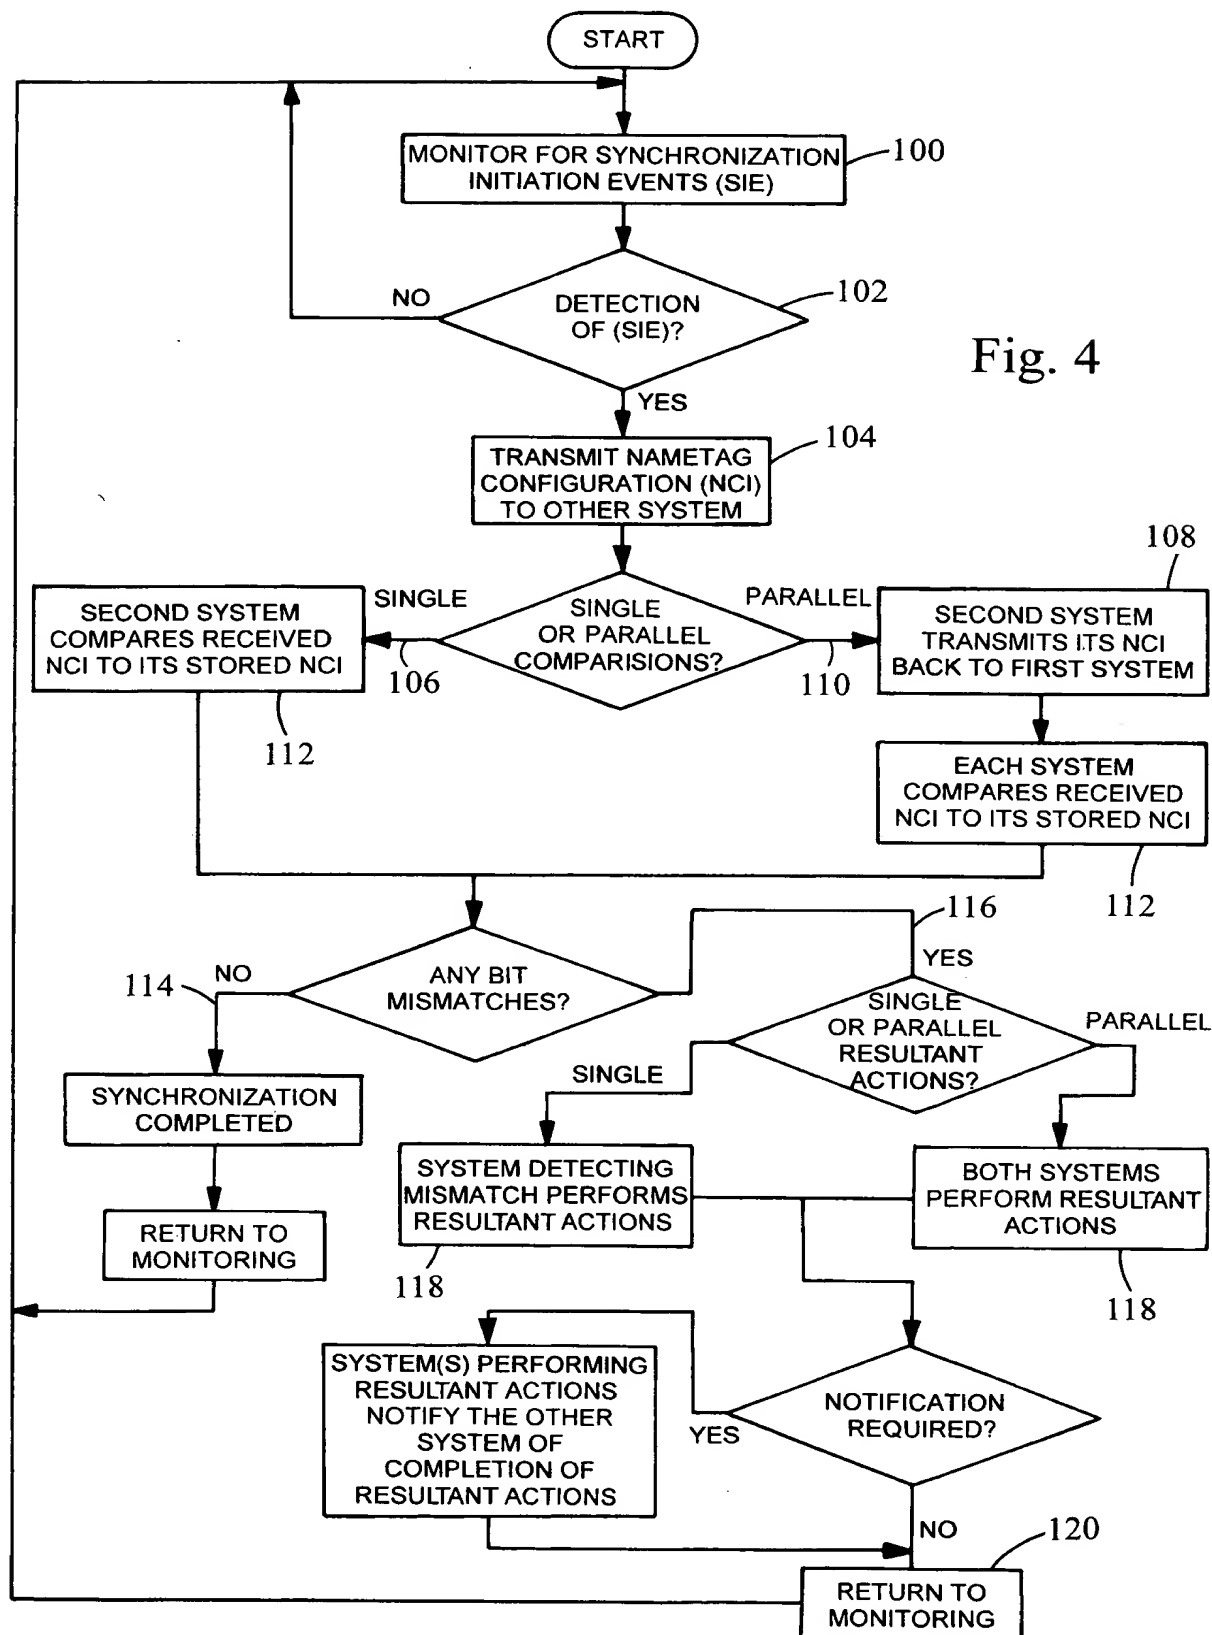 START
MONITOR FOR SYNCHRONIZATION
INITIATION EVENTS (SIE)
100
DETECTION
OF (SIE)?
102
NO
Fig. 4
YES
TRANSMIT NAMETAG
CONFIGURATION (NCI)
TO OTHER SYSTEM
104
SINGLE
OR PARALLEL
COMPARISIONS?
SINGLE
106
PARALLEL
110
108
SECOND SYSTEM
COMPARES RECEIVED
NCI TO ITS STORED NCI
112
SECOND SYSTEM
TRANSMITS ITS NCI
BACK TO FIRST SYSTEM
EACH SYSTEM
COMPARES RECEIVED
NCI TO ITS STORED NCI
112
ANY BIT
MISMATCHES?
NO
114
116
YES
SYNCHRONIZATION
COMPLETED
RETURN TO
MONITORING
SINGLE
OR PARALLEL
RESULTANT
ACTIONS?
SINGLE
PARALLEL
SYSTEM DETECTING
MISMATCH PERFORMS
RESULTANT ACTIONS
118
BOTH SYSTEMS
PERFORM RESULTANT
ACTIONS
118
NOTIFICATION
REQUIRED?
YES
SYSTEM(S) PERFORMING
RESULTANT ACTIONS
NOTIFY THE OTHER
SYSTEM OF
COMPLETION OF
RESULTANT ACTIONS
NO
120
RETURN TO
MONITORING